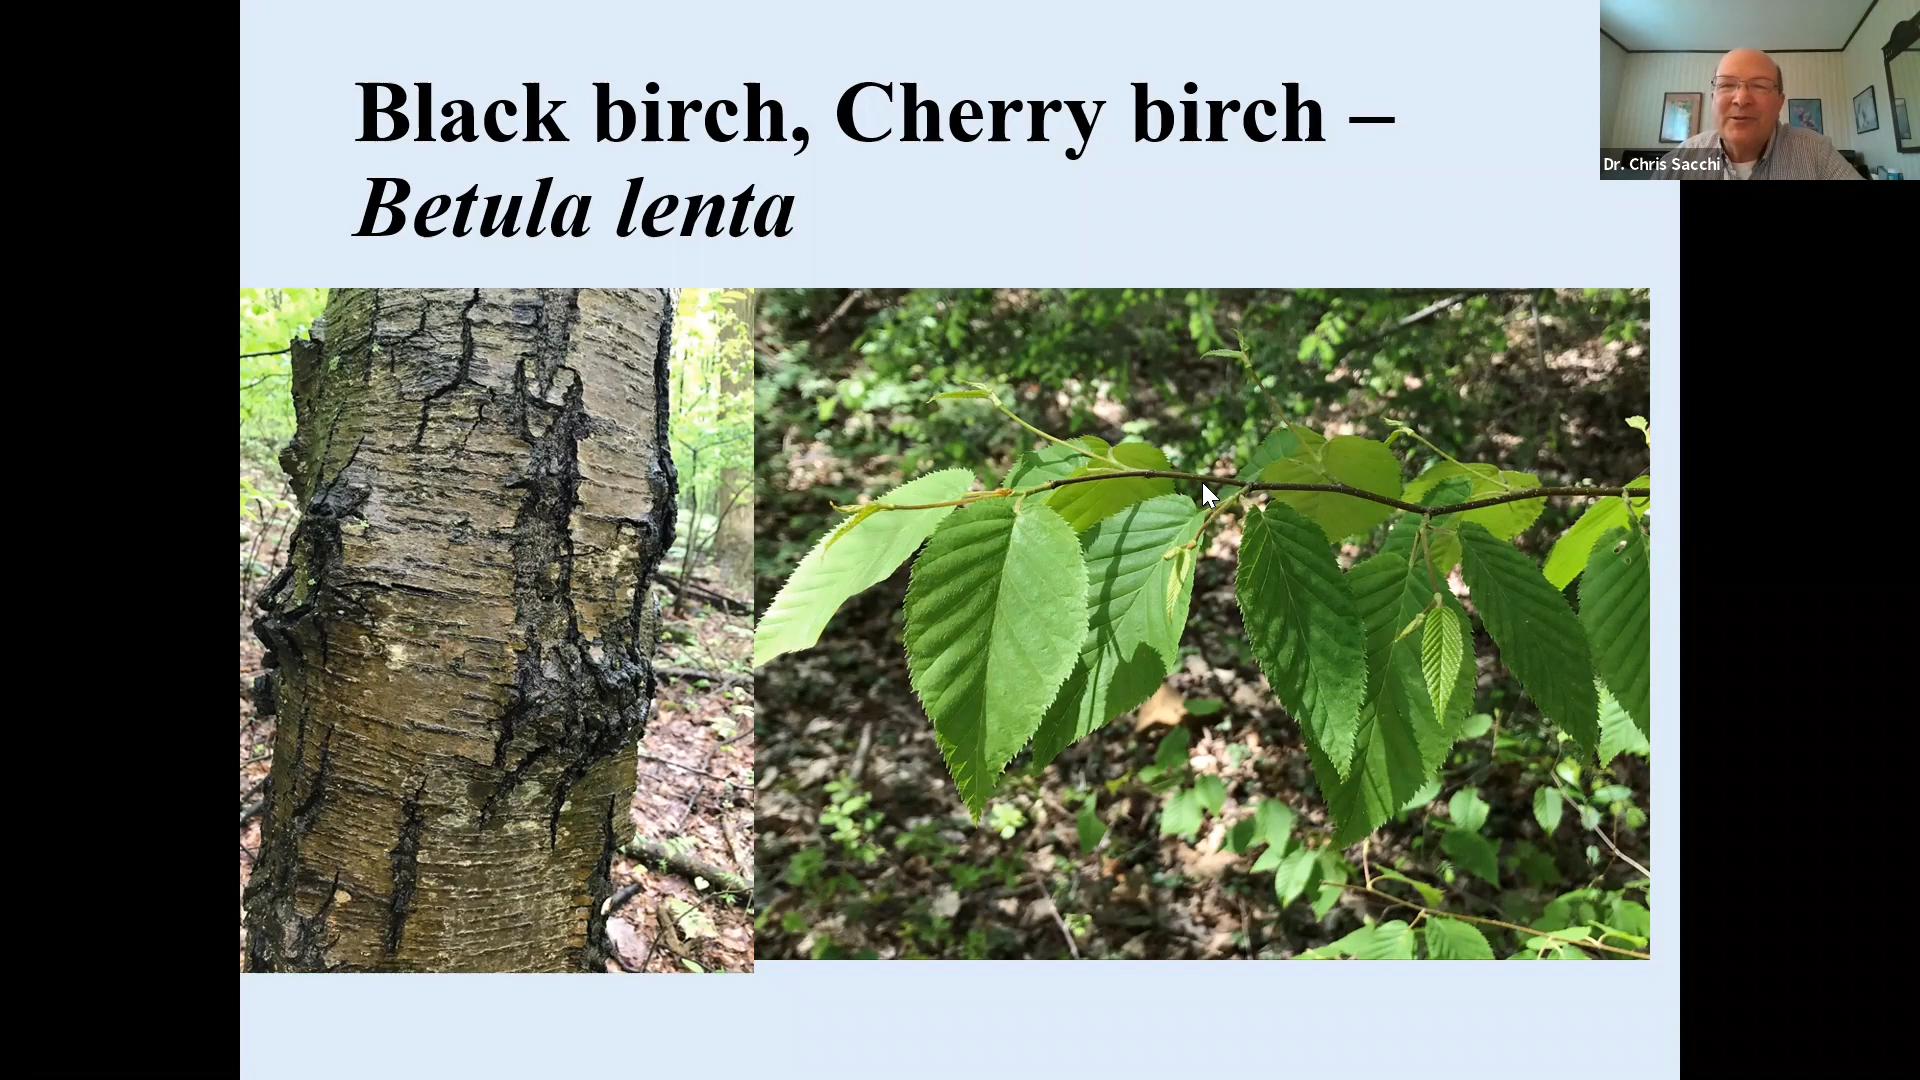 Black birch, Cherry birch –
Betula lenta
Dr. Chris Sacchi